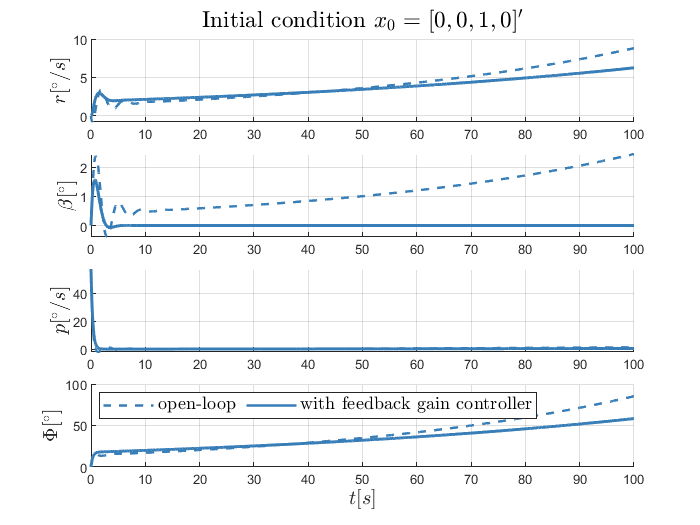 Initial condition x₀ = [0, 0, 1, 0]′
r[°/s]
10
5
0
0 10 20 30 40 50 60 70 80 90 100
β[°]
2
1
0
0 10 20 30 40 50 60 70 80 90 100
p[°/s]
40
20
0
0 10 20 30 40 50 60 70 80 90 100
Φ[°]
100
50
0
open-loop with feedback gain controller
0 10 20 30 40 50 60 70 80 90 100
t[s]